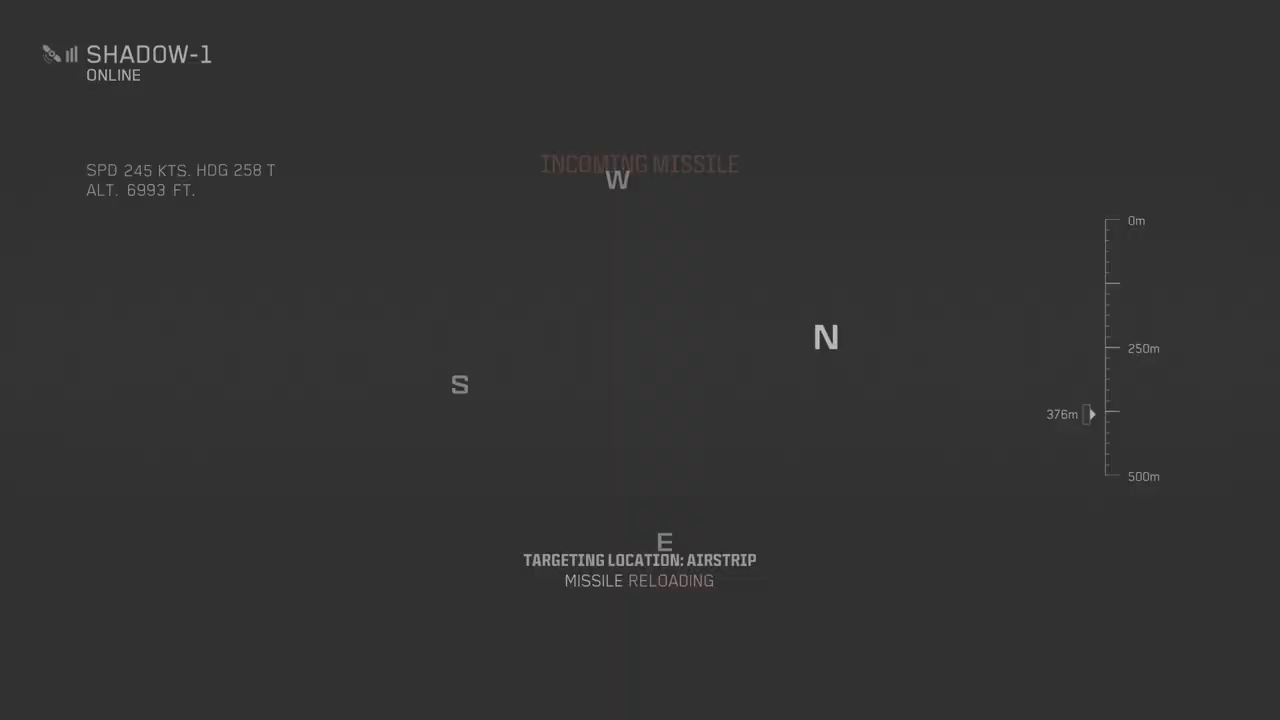 SHADOW-1
ONLINE
SPD 245 KTS. HDG 258 T
ALT. 6993 FT.
INCOMING MISSILE
W
N
S
E
0m
250m
376m
500m
TARGETING LOCATION: AIRSTRIP
MISSILE RELOADING